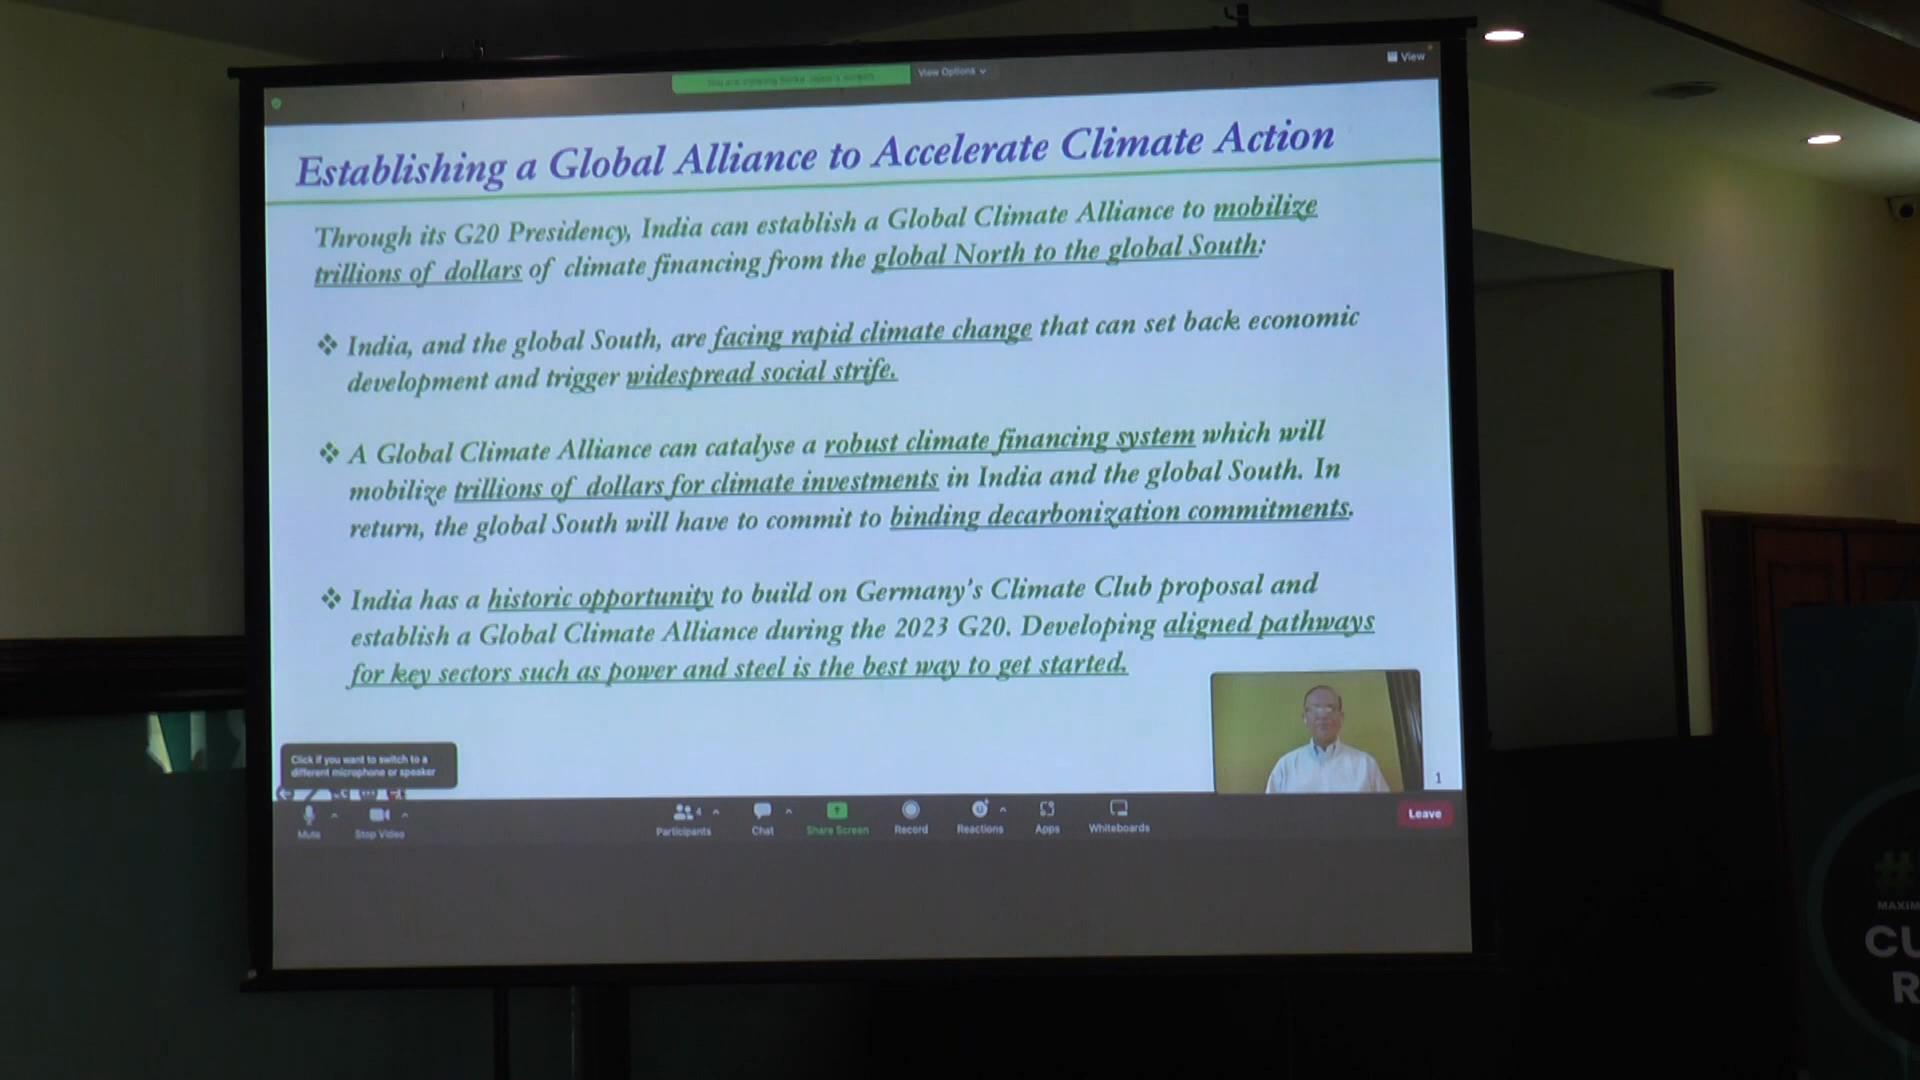 View Options
View
Establishing a Global Alliance to Accelerate Climate Action
Through its G20 Presidency, India can establish a Global Climate Alliance to mobilize
trillions of dollars of climate financing from the global North to the global South:
❖ India, and the global South, are facing rapid climate change that can set back economic
development and trigger widespread social strife.
❖ A Global Climate Alliance can catalyse a robust climate financing system which will
mobilize trillions of dollars for climate investments in India and the global South. In
return, the global South will have to commit to binding decarbonization commitments.
❖ India has a historic opportunity to build on Germany's Climate Club proposal and
establish a Global Climate Alliance during the 2023 G20. Developing aligned pathways
for key sectors such as power and steel is the best way to get started.
Click if you want to switch to a
different microphone or speaker
1
Mute
Stop Video
Participants
4
Chat
Share Screen
Record
Reactions
Apps
Whiteboards
Leave
#
MAXIM
CU
R